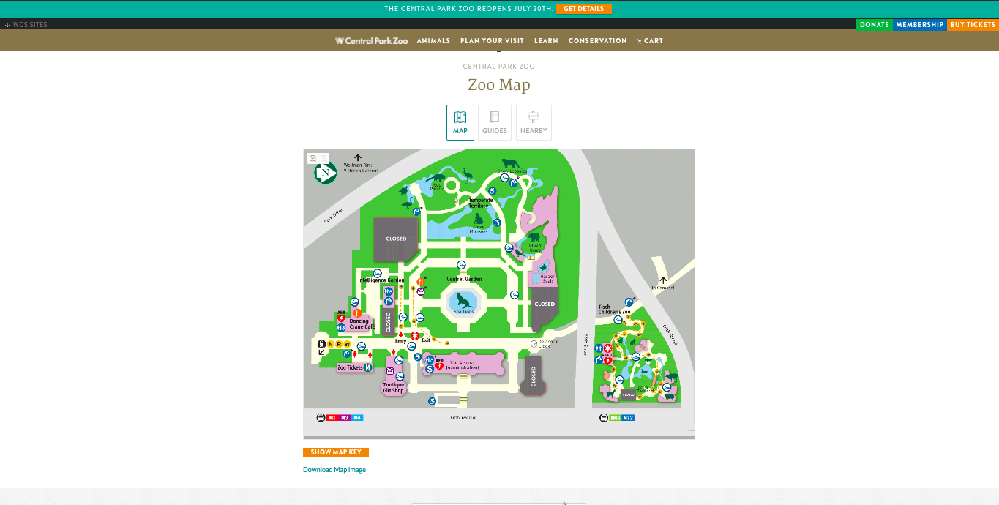 THE CENTRAL PARK ZOO REOPENS JULY 20TH. GET DETAILS
WCS SITES
DONATE MEMBERSHIP BUY TICKETS
Central Park Zoo ANIMALS PLAN YOUR VISIT LEARN CONSERVATION CART
CENTRAL PARK ZOO
Zoo Map
MAP GUIDES NEARBY
N
Wollman Rink
Victorian Gardens
Park Drive
Red
Pandas
Snow Leopards
Temperate
Territory
Snow
Monkeys
CLOSED
Grizzly
Bears
Harbor
Seals
Intelligence Garden
Central Garden
Sea Lions
CLOSED
CLOSED
AED
Dancing
Crane Cafe
Entry
Exit
N R W
Delacorte
Clock
Zoo Tickets
AED
The Arsenal
(Administration)
CLOSED
Zootique
Gift Shop
To Carousel
Tisch
Children's Zoo
65th Street
66th Street
AED
CLOSED
M1 M3 M4
Fifth Avenue
M66 M72
SHOW MAP KEY
Download Map Image